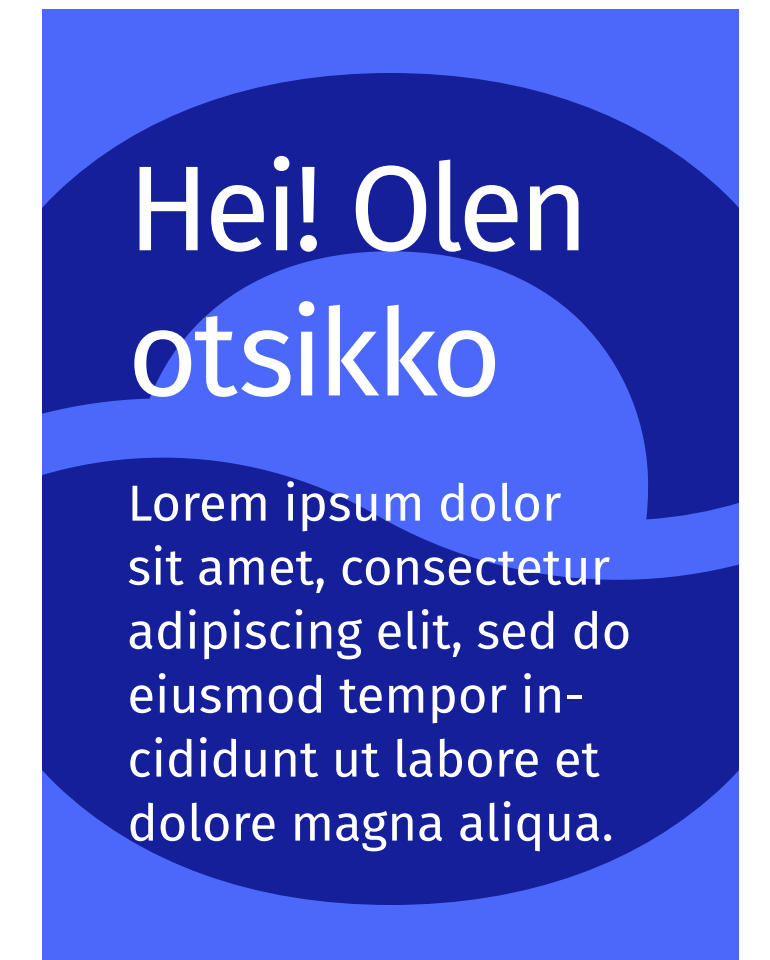 Hei! Olen
otsikko
Lorem ipsum dolor
sit amet, consectetur
adipiscing elit, sed do
eiusmod tempor in-
cididunt ut labore et
dolore magna aliqua.